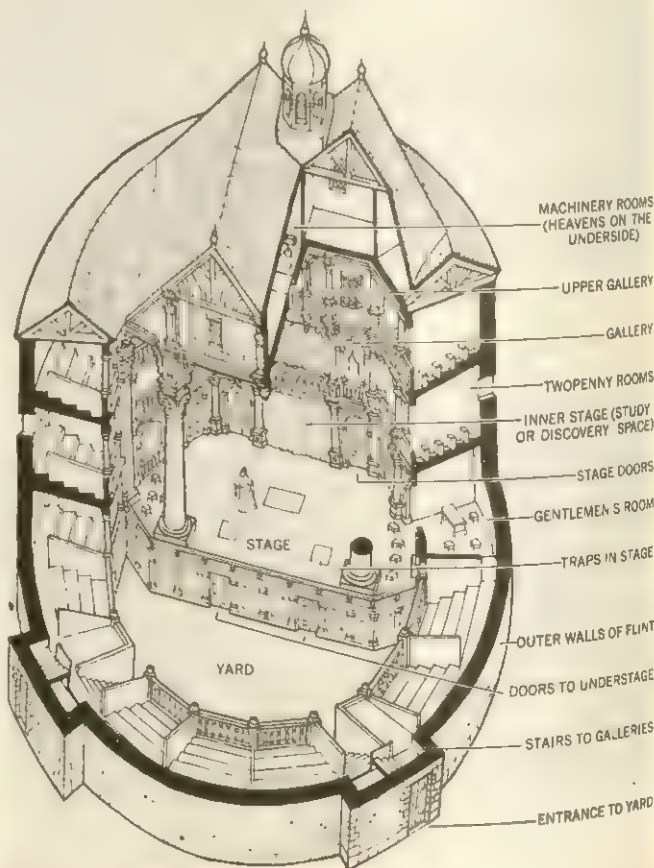 MACHINERY ROOMS
(HEAVENS ON THE
UNDERSIDE)
UPPER GALLERY
GALLERY
TWOPENNY ROOMS
INNER STAGE (STUDY
OR DISCOVERY SPACE)
STAGE DOORS
GENTLEMEN'S ROOM
STAGE
TRAPS IN STAGE
OUTER WALLS OF FLINT
YARD
DOORS TO UNDERSTAGE
STAIRS TO GALLERIES
ENTRANCE TO YARD